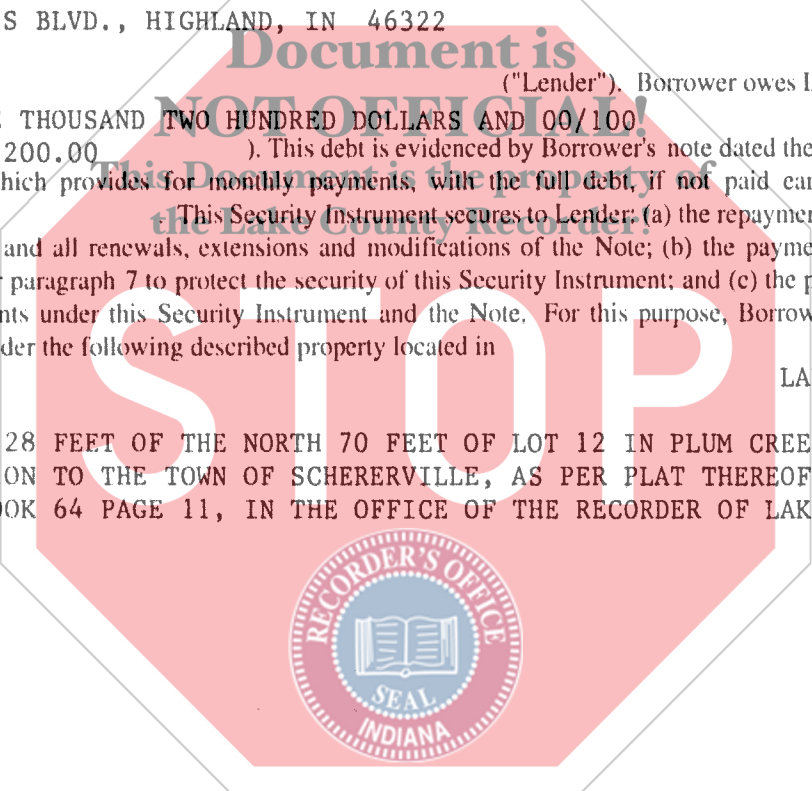 S BLVD., HIGHLAND, IN 46322
Document is
("Lender"). Borrower owes
NOT OFFICIAL!
THOUSAND TWO HUNDRED DOLLARS AND 00/100
200.00 ). This debt is evidenced by Borrower's note dated the
This Document is the property of
hich provides for monthly payments, with the full debt, if not paid
the Lake County Recorder!
This Security Instrument secures to Lender: (a) the repaymen
and all renewals, extensions and modifications of the Note; (b) the payme
r paragraph 7 to protect the security of this Security Instrument; and (c) the p
nts under this Security Instrument and the Note. For this purpose, Borrow
der the following described property located in
LA
STOP
28 FEET OF THE NORTH 70 FEET OF LOT 12 IN PLUM CREE
ON TO THE TOWN OF SCHERERVILLE, AS PER PLAT THEREOF
OOK 64 PAGE 11, IN THE OFFICE OF THE RECORDER OF LAK
RECORDER'S OFFICE
SEAL
INDIANA